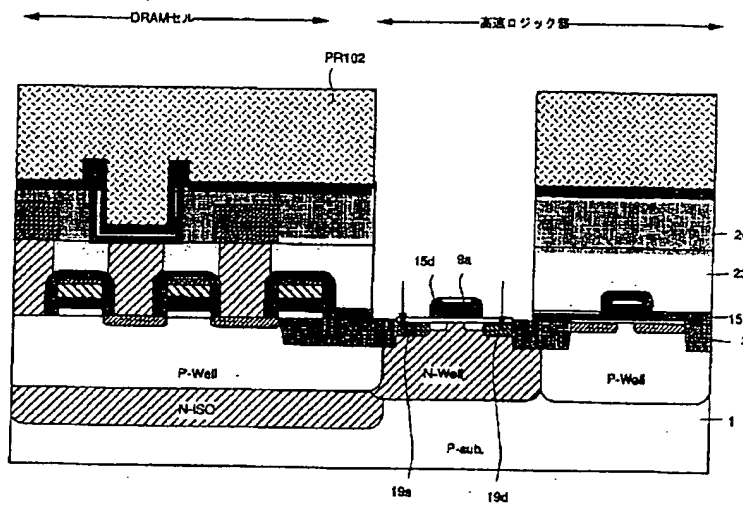 DRAMセル
高速ロジック部
PR102
15d
9a
15
P-Well
N-Well
P-Well
N-ISO
1
P-sub.
19s
19d